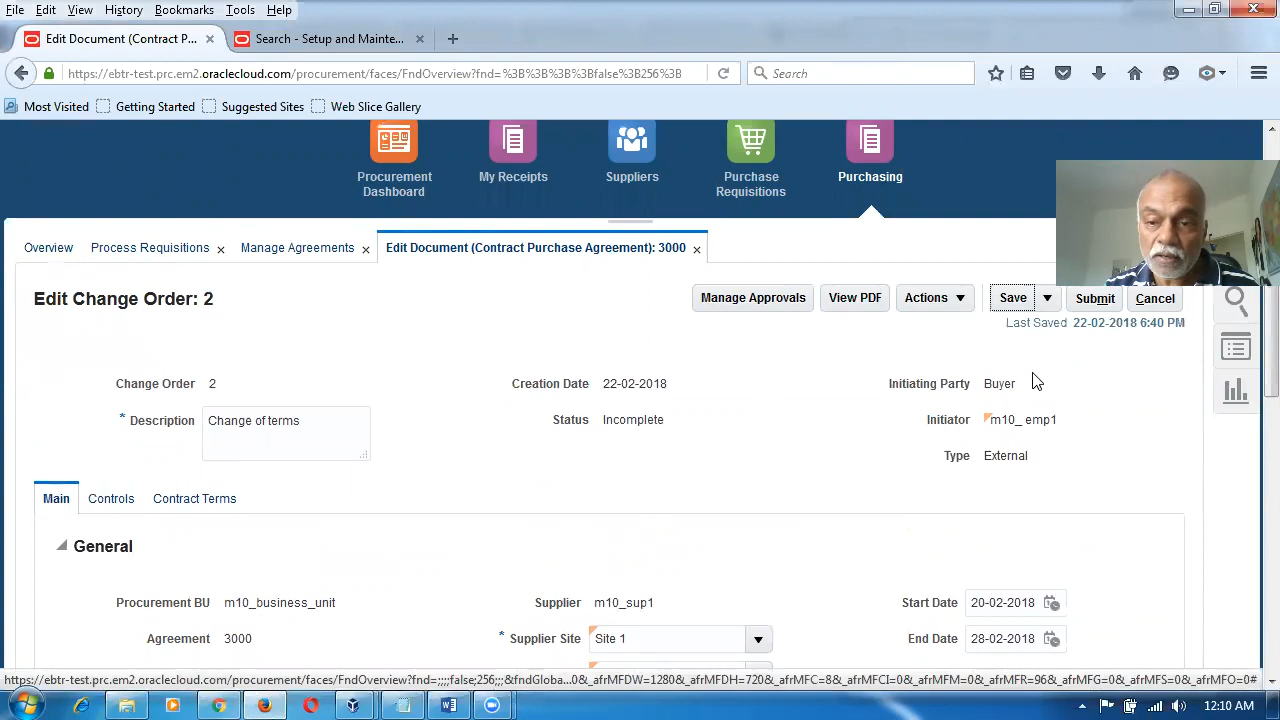 File Edit View History Bookmarks Tools Help
Edit Document (Contract P... × Search - Setup and Mainte... × +
https://ebtr-test.prc.em2.oraclecloud.com/procurement/faces/FndOverview?fnd=%3B%3B%3B%3Bfalse%3B256%3B Search
Most Visited Getting Started Suggested Sites Web Slice Gallery
Procurement Dashboard My Receipts Suppliers Purchase Requisitions Purchasing
Overview Process Requisitions × Manage Agreements × Edit Document (Contract Purchase Agreement): 3000 ×
Edit Change Order: 2 Manage Approvals View PDF Actions Save Submit Cancel
Last Saved 22-02-2018 6:40 PM
Change Order 2 Creation Date 22-02-2018 Initiating Party Buyer
* Description Change of terms Status Incomplete Initiator m10_ emp1
Type External
Main Controls Contract Terms
General
Procurement BU m10_business_unit Supplier m10_sup1 Start Date 20-02-2018
Agreement 3000 * Supplier Site Site 1 End Date 28-02-2018
https://ebtr-test.prc.em2.oraclecloud.com/procurement/faces/FndOverview?fnd=;;;;false;256;;;&fndGloba...0&_afrMFDW=1280&_afrMFDH=720&_afrMFC=8&_afrMFCI=0&_afrMFM=0&_afrMFR=96&_afrMFG=0&_afrMFS=0&_afrMFO=0#
12:10 AM